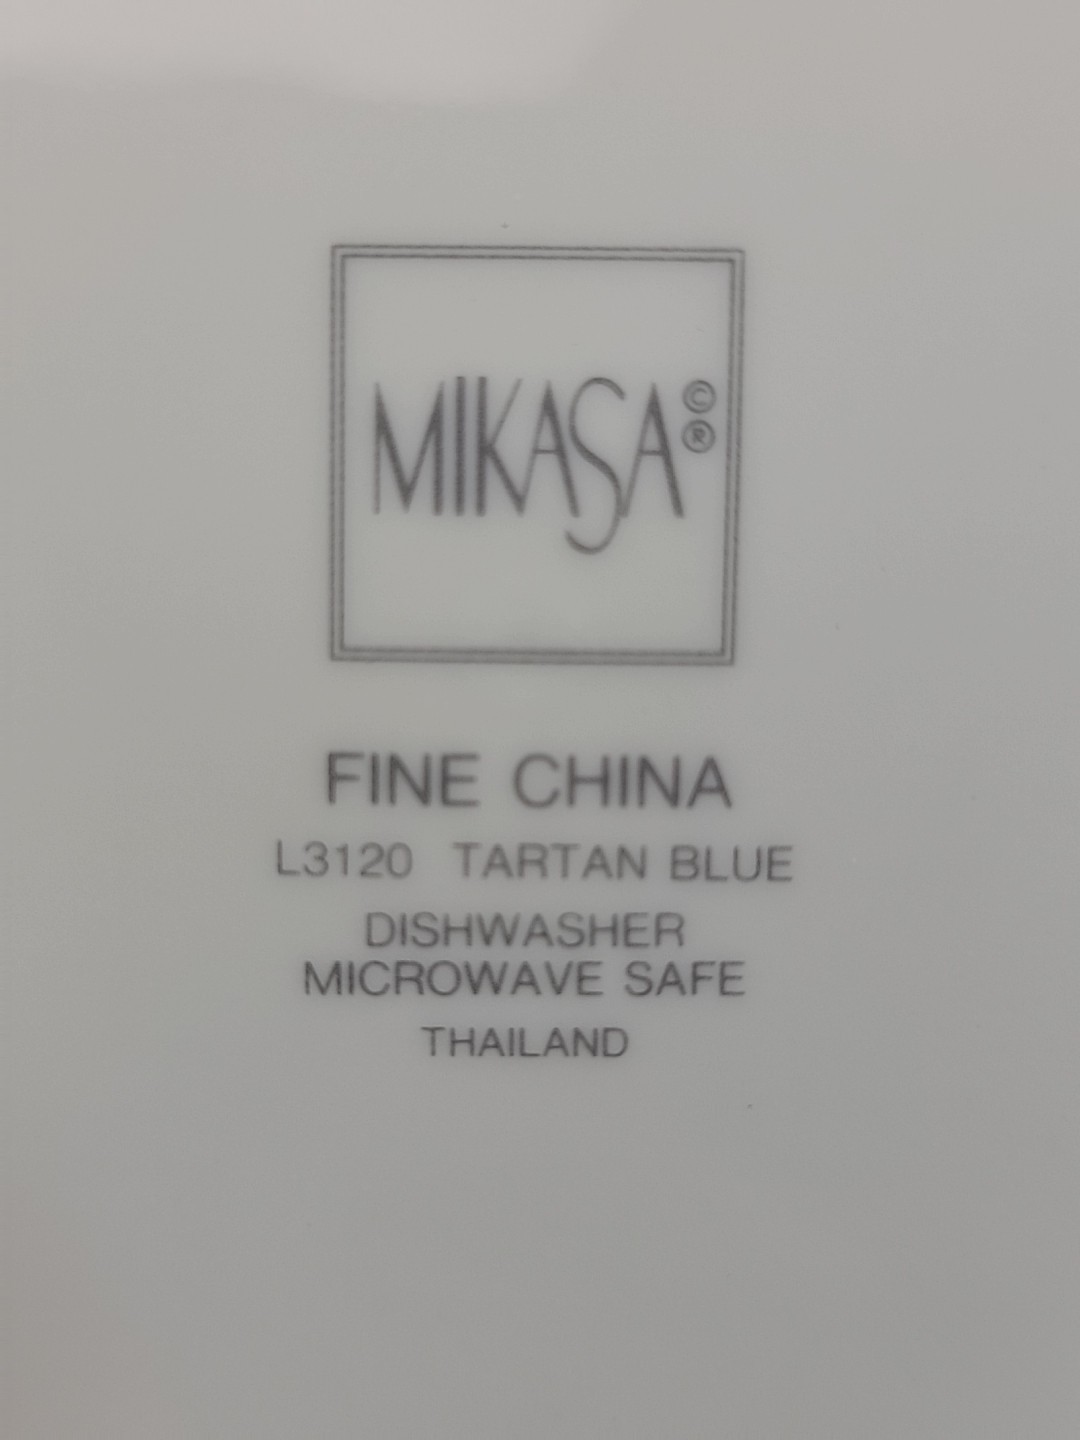 MIKASA©®
FINE CHINA
L3120 TARTAN BLUE
DISHWASHER
MICROWAVE SAFE
THAILAND